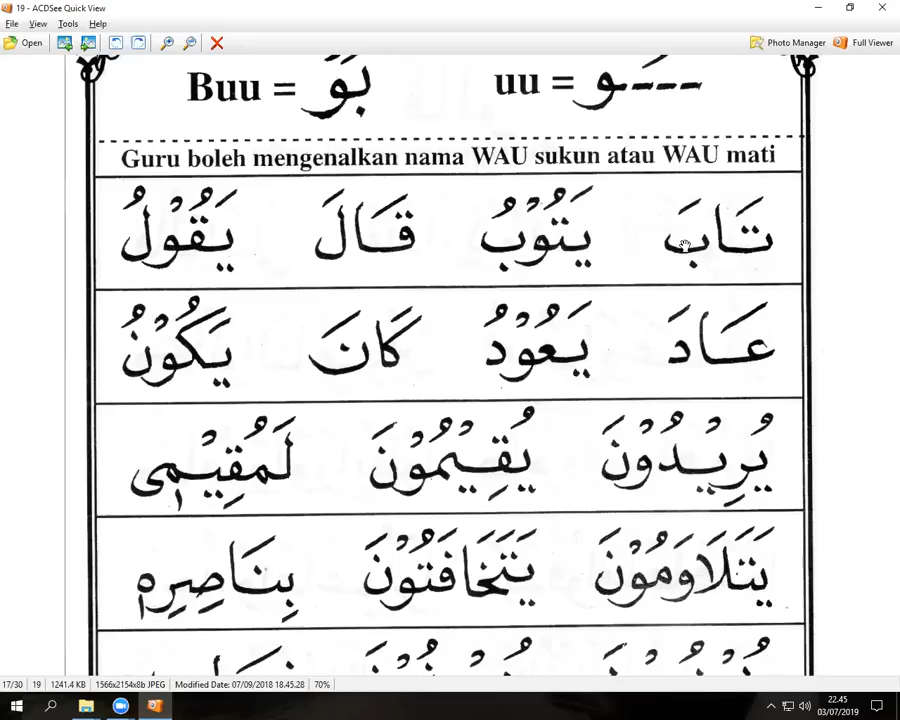 19 - ACDSee Quick View
File View Tools Help
Open Photo Manager Full Viewer
Buu = بُوْ uu = ـُـوْ
Guru boleh mengenalkan nama WAU sukun atau WAU mati
تَابَ يَتُوْبُ قَالَ يَقُوْلُ
عَادَ يَعُوْدُ كَانَ يَكُوْنُ
يُرِيْدُوْنَ يُقِيْمُوْنَ لَمُقِيْمِى
يَتَلَاوَمُوْنَ يَتَخَافَتُوْنَ بِنَاصِرِهٖ
17/30 19 1241.4 KB 1566x2154x8b JPEG Modified Date: 07/09/2018 18.45.28 70%
22.45
03/07/2019